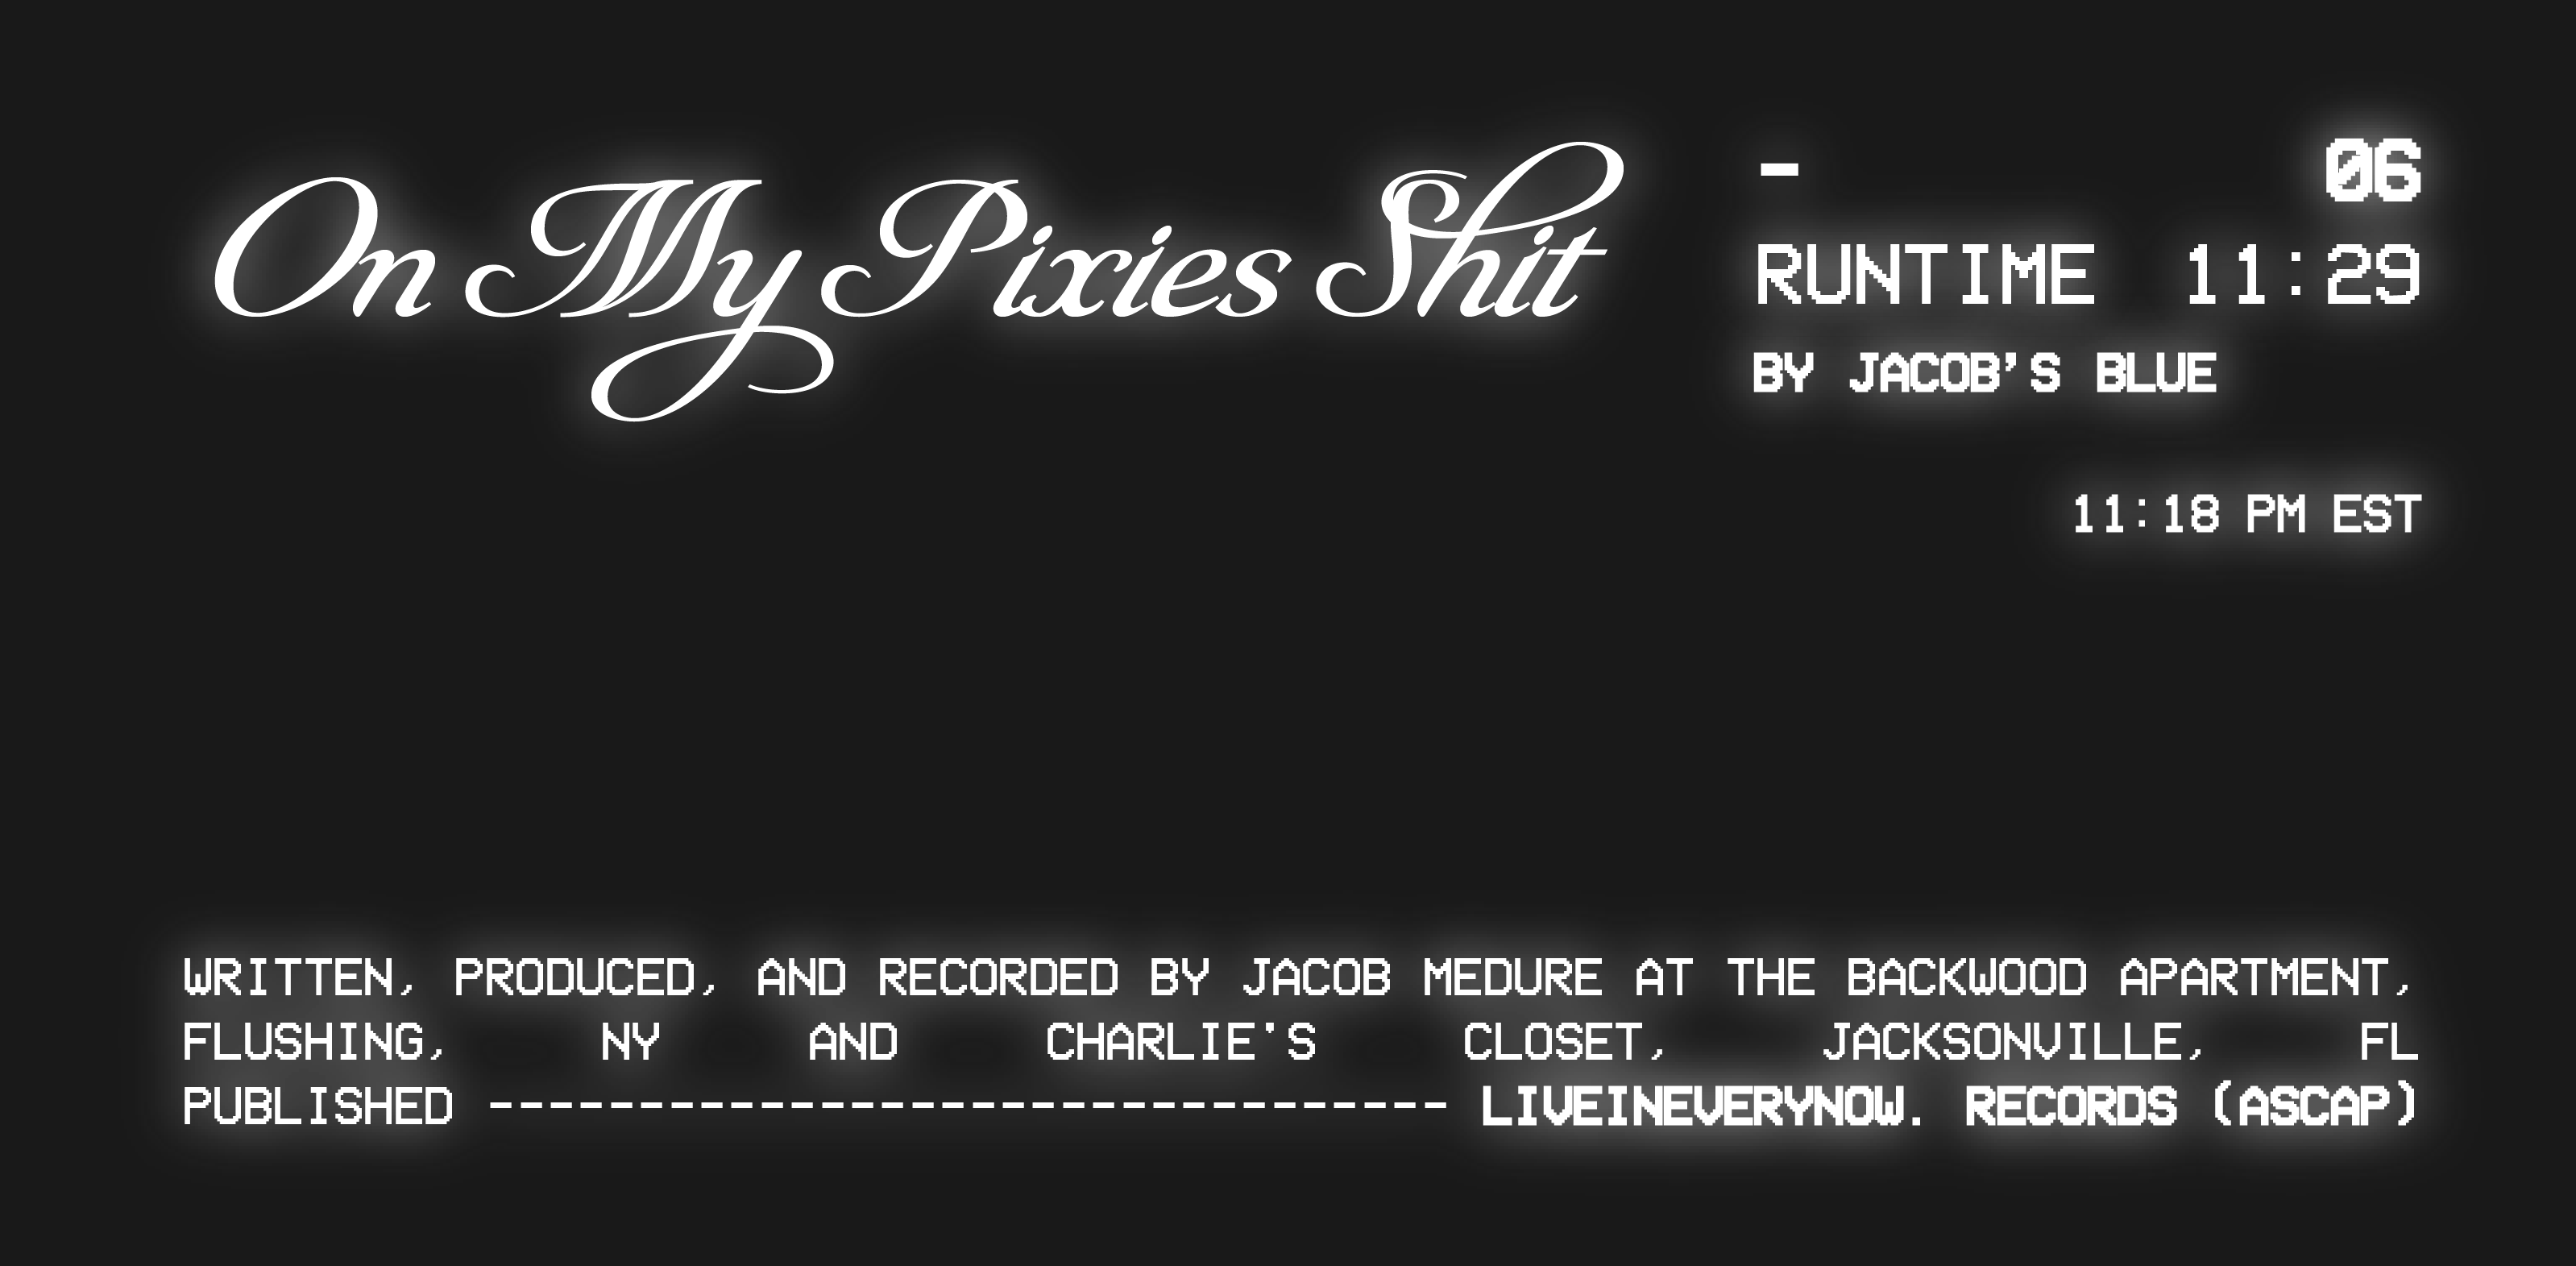 On My Pixies Shit
- 06
RUNTIME 11:29
BY JACOB'S BLUE
11:18 PM EST
WRITTEN, PRODUCED, AND RECORDED BY JACOB MEDURE AT THE BACKWOOD APARTMENT,
FLUSHING, NY AND CHARLIE'S CLOSET, JACKSONVILLE, FL
PUBLISHED -------------------------------- LIVEINEVERYNOW. RECORDS (ASCAP)